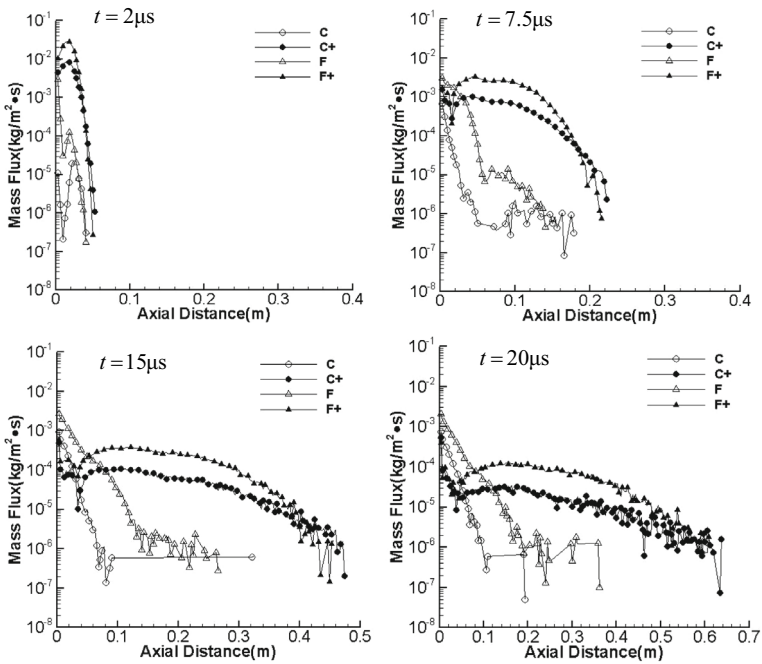 t = 2μs
Mass Flux(kg/m²•s)
10⁻¹
10⁰
10⁻¹
10⁻²
10⁻³
10⁻⁴
10⁻⁵
10⁻⁶
10⁻⁷
10⁻⁸
0 0.1 0.2 0.3 0.4
Axial Distance(m)
C
C+
F
F+
t = 7.5μs
Mass Flux(kg/m²•s)
10⁻¹
10⁻²
10⁻³
10⁻⁴
10⁻⁵
10⁻⁶
10⁻⁷
10⁻⁸
0 0.1 0.2 0.3 0.4
Axial Distance(m)
C
C+
F
F+
t = 15μs
Mass Flux(kg/m²•s)
10⁻¹
10⁻²
10⁻³
10⁻⁴
10⁻⁵
10⁻⁶
10⁻⁷
10⁻⁸
0 0.1 0.2 0.3 0.4 0.5
Axial Distance(m)
C
C+
F
F+
t = 20μs
Mass Flux(kg/m²•s)
10⁻¹
10⁻²
10⁻³
10⁻⁴
10⁻⁵
10⁻⁶
10⁻⁷
10⁻⁸
0 0.1 0.2 0.3 0.4 0.5 0.6 0.7
Axial Distance(m)
C
C+
F
F+